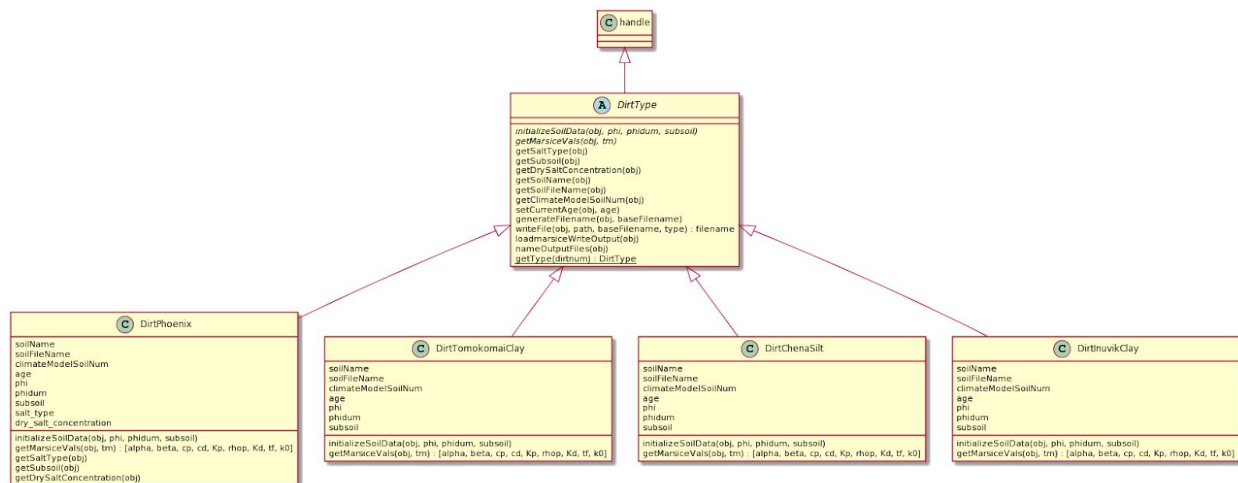 C handle
A DirtType
initializeSoilData(obj, phi, phidum, subsoil)
getMarsiceVals(obj, tm)
getSaltType(obj)
getSubsoil(obj)
getDrySaltConcentration(obj)
getSoilName(obj)
getSoilFileName(obj)
getClimateModelSoilNum(obj)
setCurrentAge(obj, age)
generateFilename(obj, baseFilename)
writeFile(obj, path, baseFilename, type) : filename
loadmarsiceWriteOutput(obj)
nameOutputFiles(obj)
getType(dirtnum) : DirtType
C DirtPhoenix
soilName
soilFileName
climateModelSoilNum
age
phi
phidum
subsoil
salt_type
dry_salt_concentration
initializeSoilData(obj, phi, phidum, subsoil)
getMarsiceVals(obj, tm) : [alpha, beta, cp, cd, Kp, rhop, Kd, tf, k0]
getSaltType(obj)
getSubsoil(obj)
getDrySaltConcentration(obj)
C DirtTomokomaiClay
soilName
soilFileName
climateModelSoilNum
age
phi
phidum
subsoil
initializeSoilData(obj, phi, phidum, subsoil)
getMarsiceVals(obj, tm) : [alpha, beta, cp, cd, Kp, rhop, Kd, tf, k0]
C DirtChenaSilt
soilName
soilFileName
climateModelSoilNum
age
phi
phidum
subsoil
initializeSoilData(obj, phi, phidum, subsoil)
getMarsiceVals(obj, tm) : [alpha, beta, cp, cd, Kp, rhop, Kd, tf, k0]
C DirtInuvikClay
soilName
soilFileName
climateModelSoilNum
age
phi
phidum
subsoil
initializeSoilData(obj, phi, phidum, subsoil)
getMarsiceVals(obj, tm) : [alpha, beta, cp, cd, Kp, rhop, Kd, tf, k0]